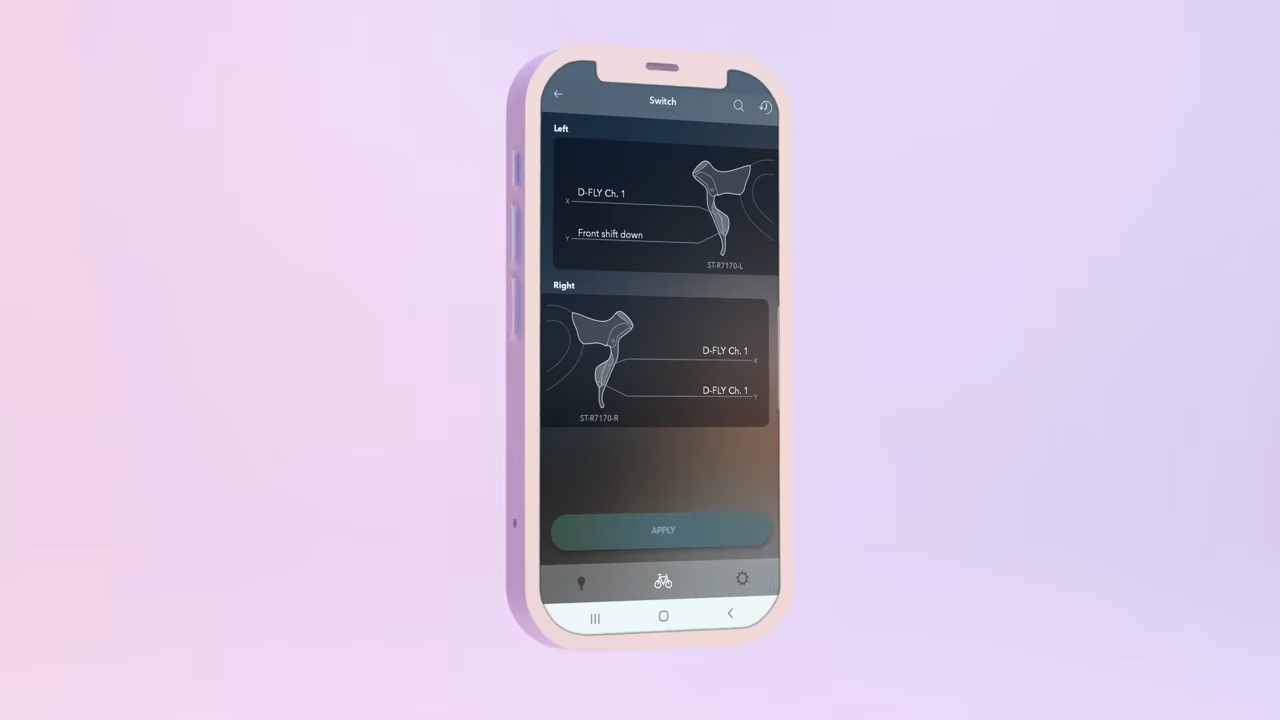 Switch
Left
D-FLY Ch. 1
X
Front shift down
Y
ST-R7170-L
Right
D-FLY Ch. 1
X
D-FLY Ch. 1
Y
ST-R7170-R
APPLY